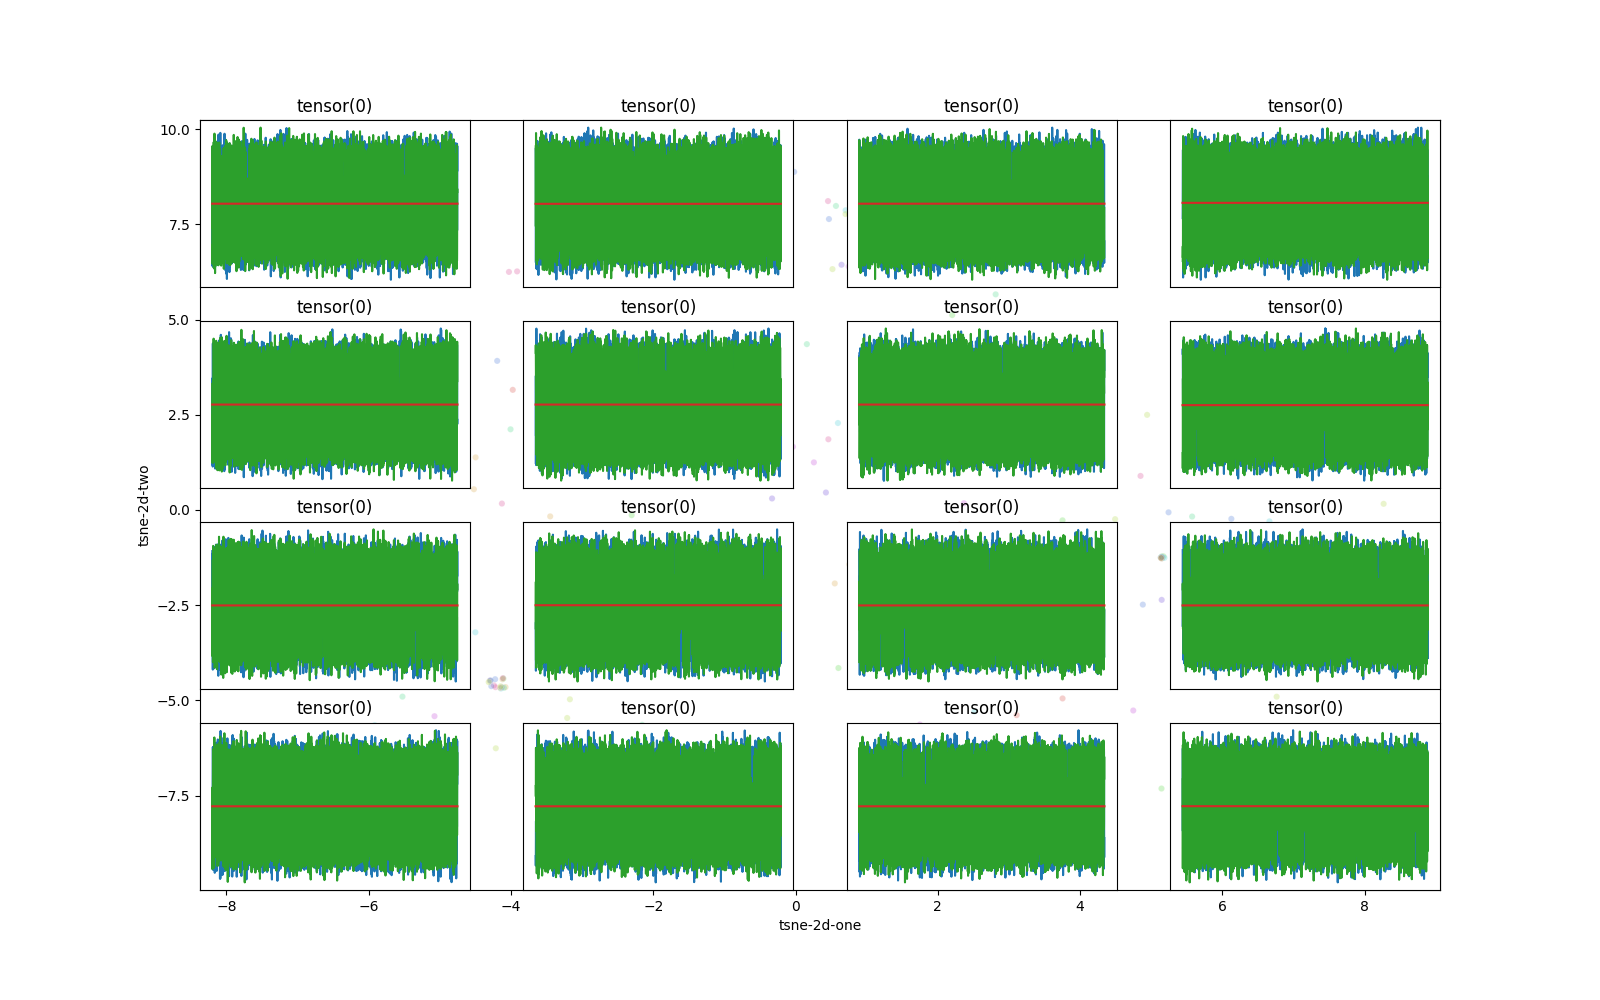 tensor(0) tensor(0) tensor(0) tensor(0)
10.0
7.5
tensor(0) tensor(0) tensor(0) tensor(0)
5.0
2.5
tsne-2d-two
tensor(0) tensor(0) tensor(0) tensor(0)
0.0
−2.5
−5.0
tensor(0) tensor(0) tensor(0) tensor(0)
−7.5
−8 −6 −4 −2 0 2 4 6 8
tsne-2d-one